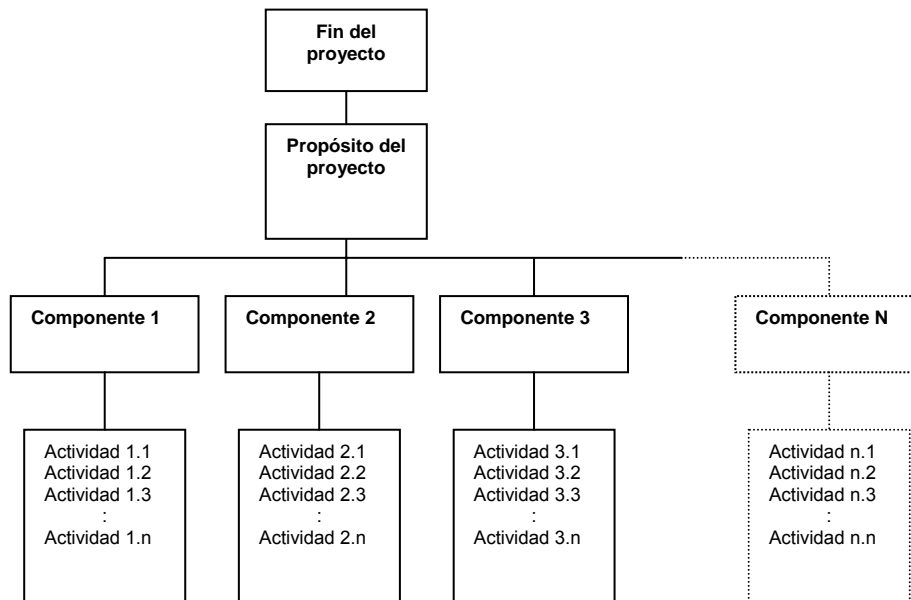 Fin del
proyecto
Propósito del
proyecto
Componente 1
Componente 2
Componente 3
Componente N
Actividad 1.1
Actividad 1.2
Actividad 1.3
:
Actividad 1.n
Actividad 2.1
Actividad 2.2
Actividad 2.3
:
Actividad 2.n
Actividad 3.1
Actividad 3.2
Actividad 3.3
:
Actividad 3.n
Actividad n.1
Actividad n.2
Actividad n.3
:
Actividad n.n